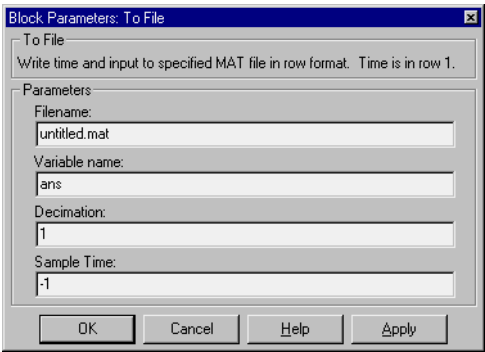 Block Parameters: To File
To File
Write time and input to specified MAT file in row format. Time is in row 1.
Parameters
Filename:
untitled.mat
Variable name:
ans
Decimation:
1
Sample Time:
-1
OK Cancel Help Apply